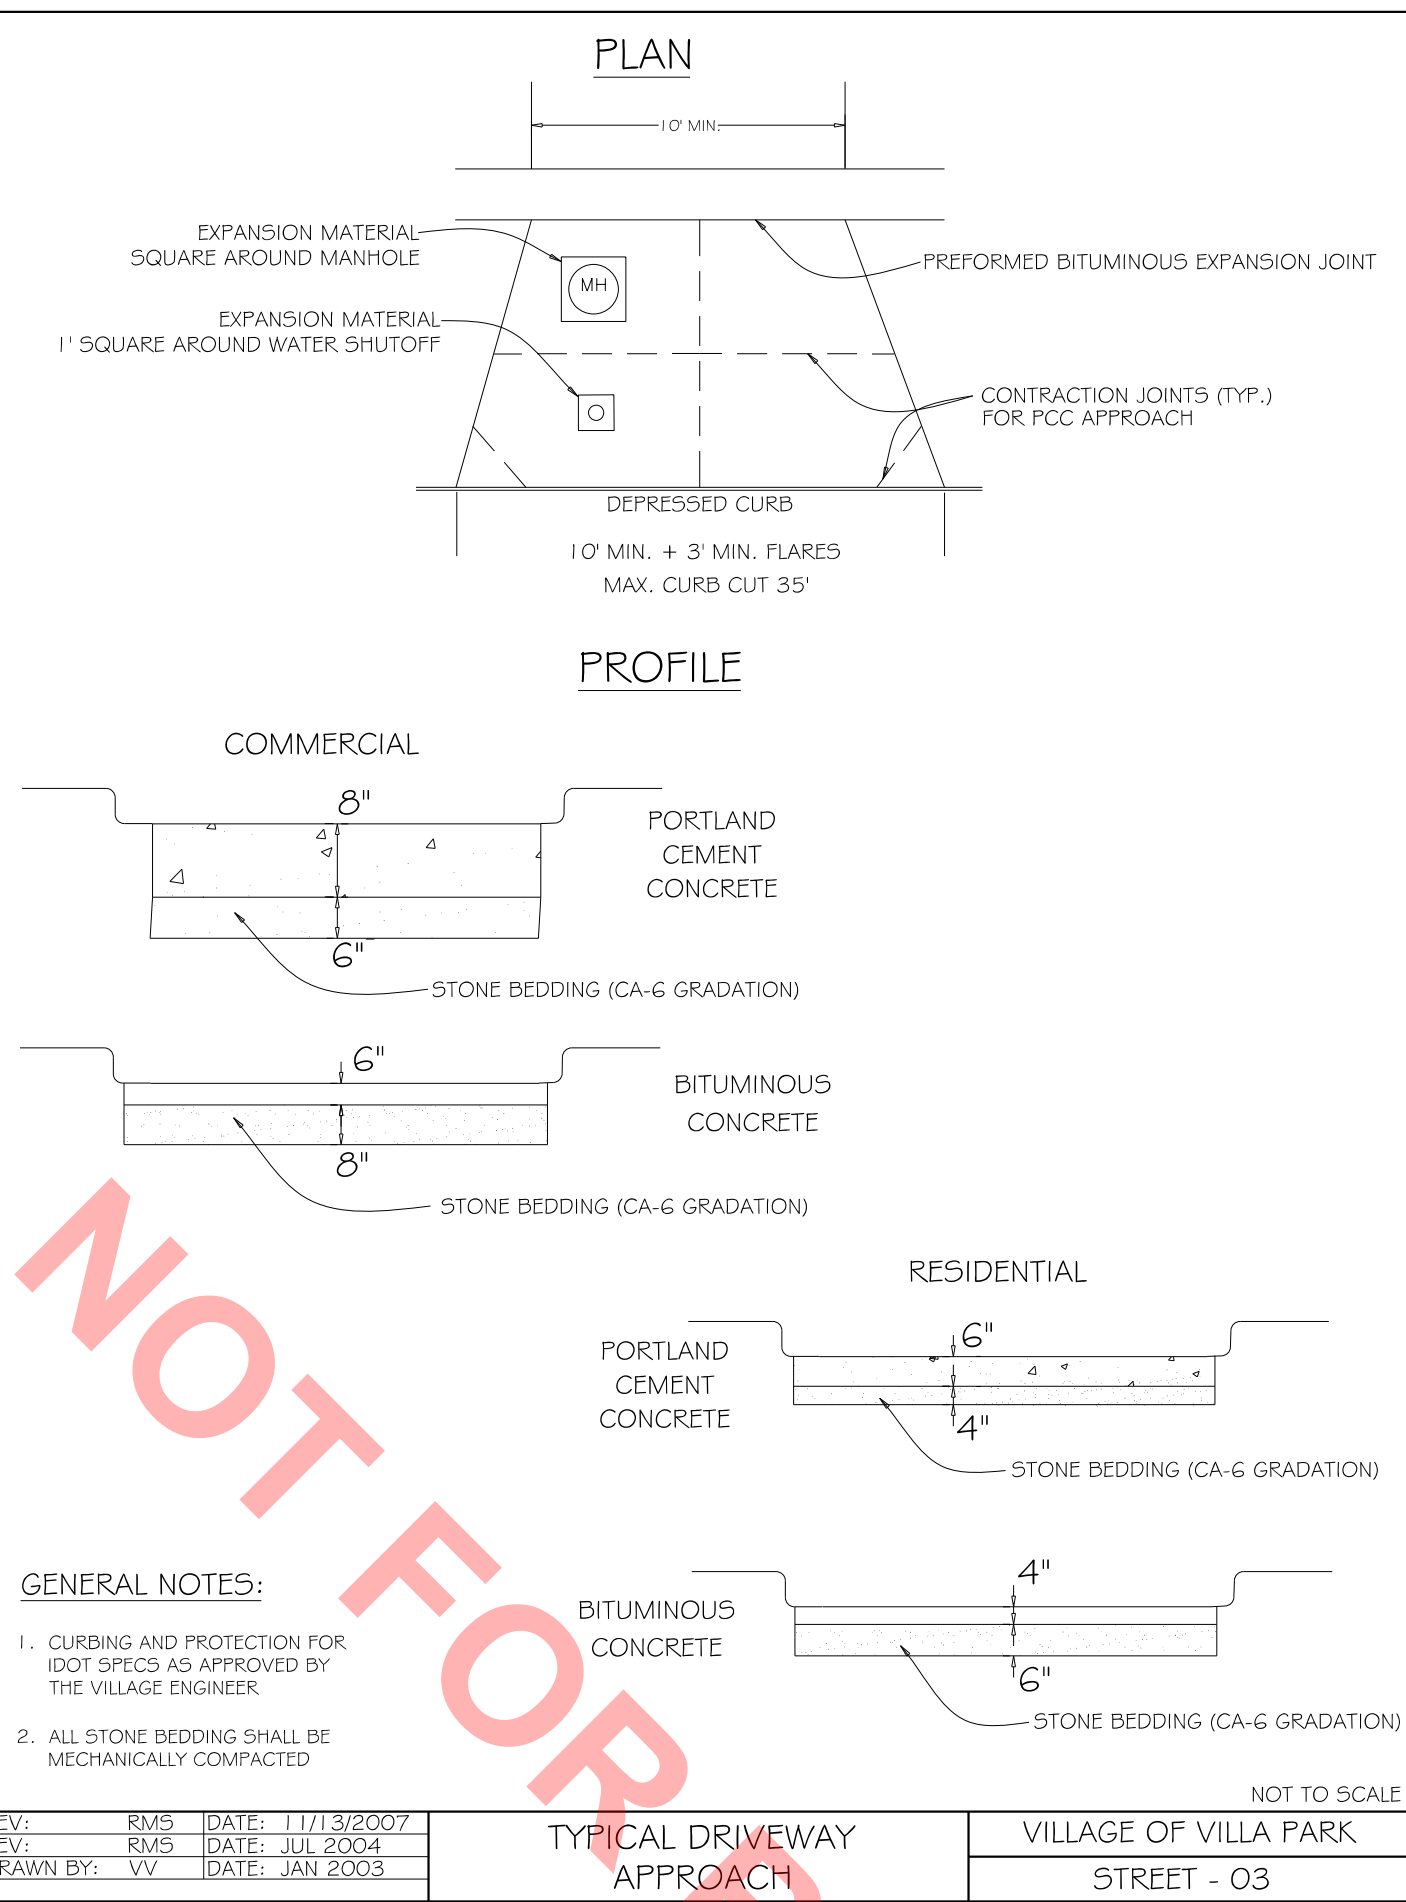 PLAN
10' MIN.
EXPANSION MATERIAL
SQUARE AROUND MANHOLE
MH
PREFORMED BITUMINOUS EXPANSION JOINT
EXPANSION MATERIAL
1' SQUARE AROUND WATER SHUTOFF
CONTRACTION JOINTS (TYP.)
FOR PCC APPROACH
DEPRESSED CURB
10' MIN. + 3' MIN. FLARES
MAX. CURB CUT 35'
PROFILE
COMMERCIAL
8"
PORTLAND
CEMENT
CONCRETE
6"
STONE BEDDING (CA-6 GRADATION)
6"
BITUMINOUS
CONCRETE
8"
STONE BEDDING (CA-6 GRADATION)
RESIDENTIAL
6"
PORTLAND
CEMENT
CONCRETE
4"
STONE BEDDING (CA-6 GRADATION)
4"
BITUMINOUS
CONCRETE
6"
STONE BEDDING (CA-6 GRADATION)
GENERAL NOTES:
1. CURBING AND PROTECTION FOR
IDOT SPECS AS APPROVED BY
THE VILLAGE ENGINEER
2. ALL STONE BEDDING SHALL BE
MECHANICALLY COMPACTED
NOT TO SCALE
EV: RMS DATE: 11/13/2007
EV: RMS DATE: JUL 2004
RAWN BY: VV DATE: JAN 2003
TYPICAL DRIVEWAY
APPROACH
VILLAGE OF VILLA PARK
STREET - 03
NOT FOR